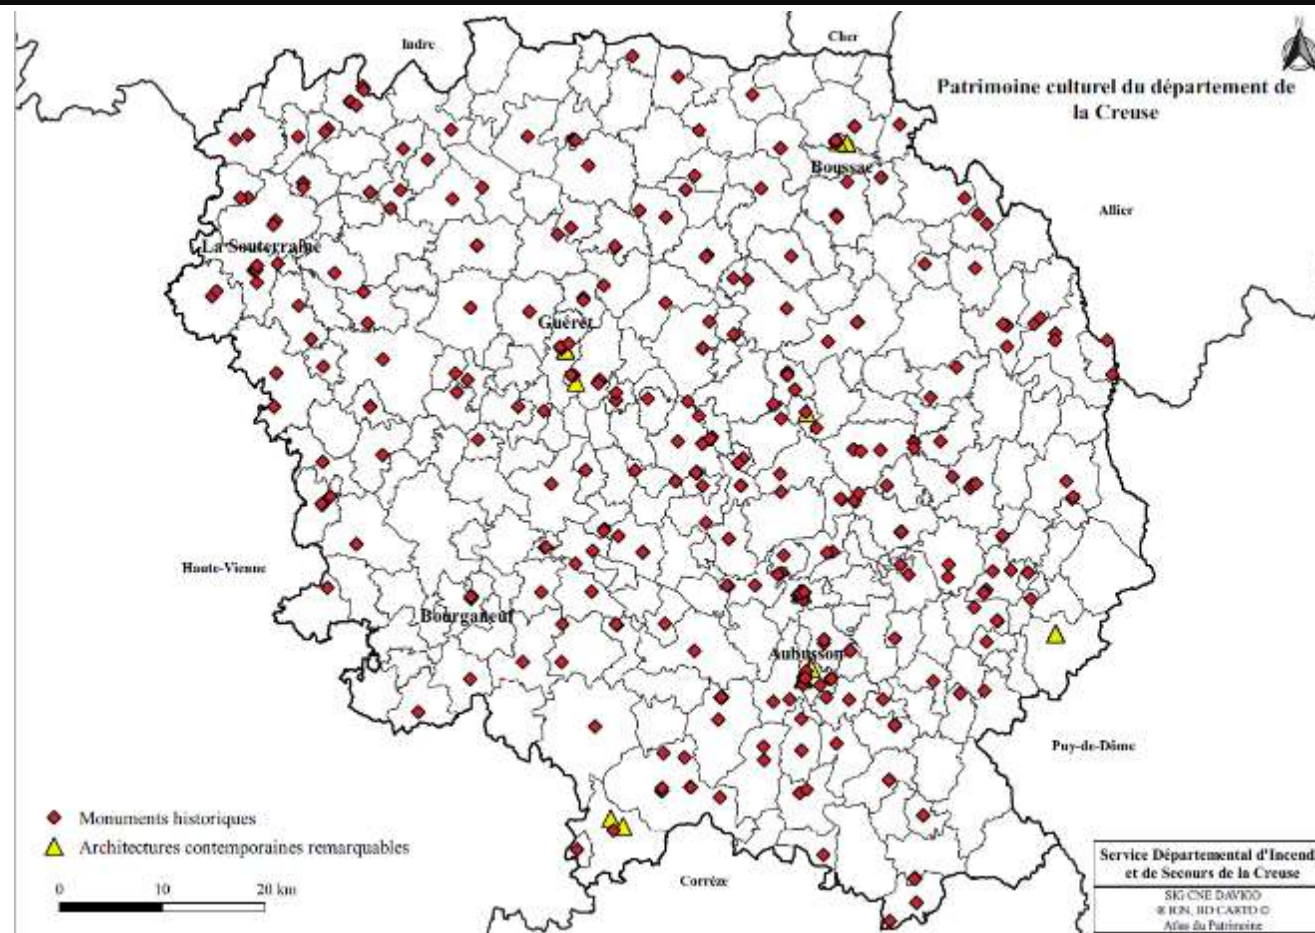 Indre
Cher
N
Patrimoine culturel du département de
la Creuse
Boussac
Allier
La Souterraine
Guéret
Haute-Vienne
Bourganeuf
Aubusson
Puy-de-Dôme
Monuments historiques
Architectures contemporaines remarquables
0 10 20 km
Corrèze
Service Départemental d'Incend
et de Secours de la Creuse
SIG CNE DAVIGO
® IGN, BD CARTO ©
Atlas du Patrimoine